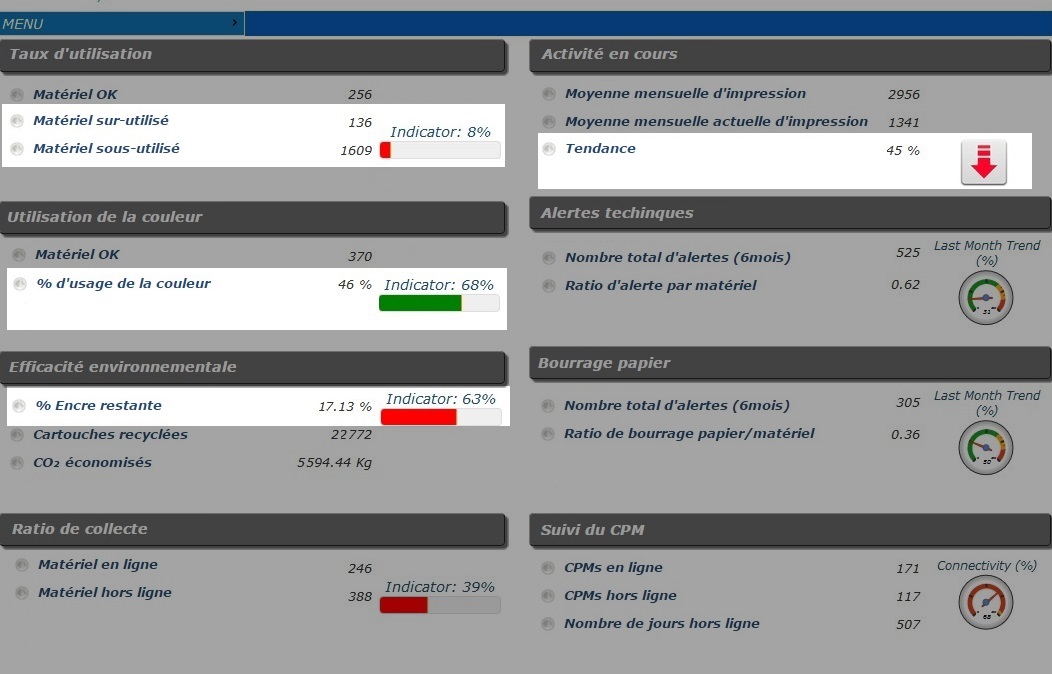 MENU
Taux d'utilisation
Matériel OK 256
Matériel sur-utilisé 136
Indicator: 8%
Matériel sous-utilisé 1609
Utilisation de la couleur
Matériel OK 370
% d'usage de la couleur 46 %
Indicator: 68%
Efficacité environnementale
% Encre restante 17.13 %
Indicator: 63%
Cartouches recyclées 22772
CO₂ économisés 5594.44 Kg
Ratio de collecte
Matériel en ligne 246
Matériel hors ligne 388
Indicator: 39%
Activité en cours
Moyenne mensuelle d'impression 2956
Moyenne mensuelle actuelle d'impression 1341
Tendance 45 %
Alertes techinques
Nombre total d'alertes (6mois) 525
Ratio d'alerte par matériel 0.62
Last Month Trend
(%)
31
Bourrage papier
Nombre total d'alertes (6mois) 305
Ratio de bourrage papier/matériel 0.36
Last Month Trend
(%)
50
Suivi du CPM
CPMs en ligne 171
CPMs hors ligne 117
Nombre de jours hors ligne 507
Connectivity (%)
68